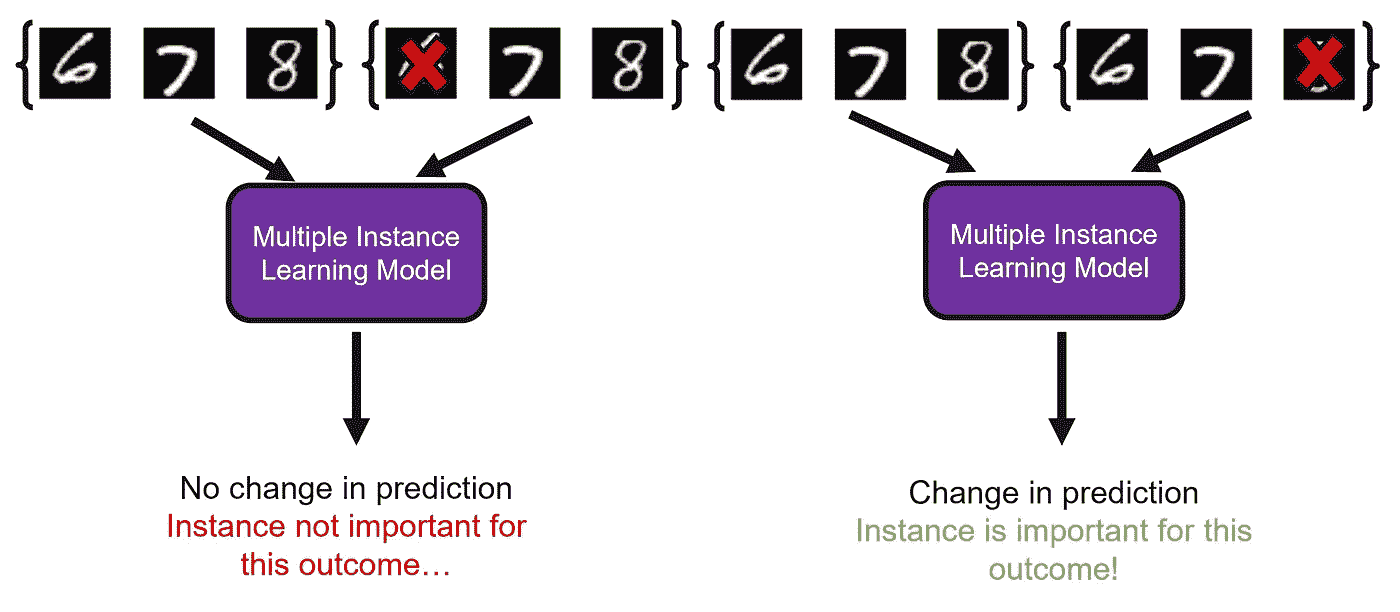 { 6 7 8 } { 7 8 } { 6 7 8 } { 6 7 }
Multiple Instance
Learning Model
Multiple Instance
Learning Model
No change in prediction
Instance not important for
this outcome…
Change in prediction
Instance is important for this
outcome!